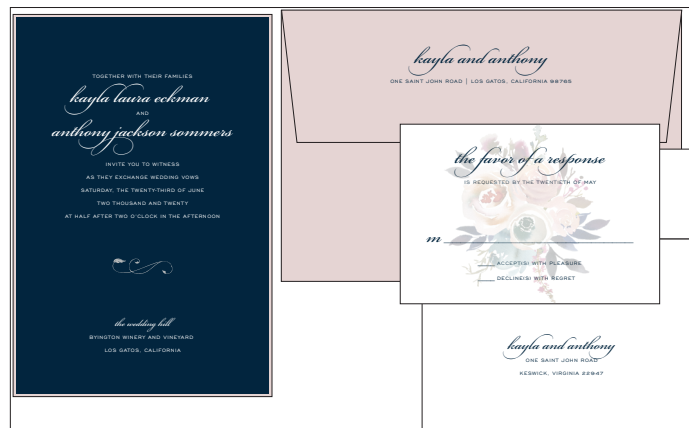 TOGETHER WITH THEIR FAMILIES
kayla laura eckman
AND
anthony jackson sommers
INVITE YOU TO WITNESS
AS THEY EXCHANGE WEDDING VOWS
SATURDAY, THE TWENTY-THIRD OF JUNE
TWO THOUSAND AND TWENTY
AT HALF AFTER TWO O'CLOCK IN THE AFTERNOON
the wedding hill
BYINGTON WINERY AND VINEYARD
LOS GATOS, CALIFORNIA
kayla and anthony
ONE SAINT JOHN ROAD | LOS GATOS, CALIFORNIA 98765
the favor of a response
IS REQUESTED BY THE TWENTIETH OF MAY
m
ACCEPT(S) WITH PLEASURE
DECLINE(S) WITH REGRET
kayla and anthony
ONE SAINT JOHN ROAD
KESWICK, VIRGINIA 22947